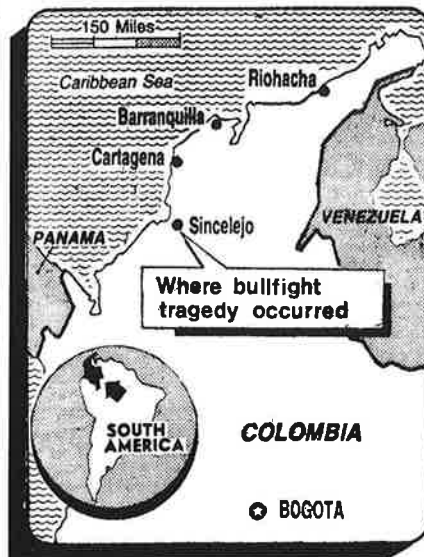 150 Miles
Caribbean Sea
Riohacha
Barranquilla
Cartagena
Sincelejo
VENEZUELA
PANAMA
Where bullfight
tragedy occurred
SOUTH
AMERICA
COLOMBIA
BOGOTA